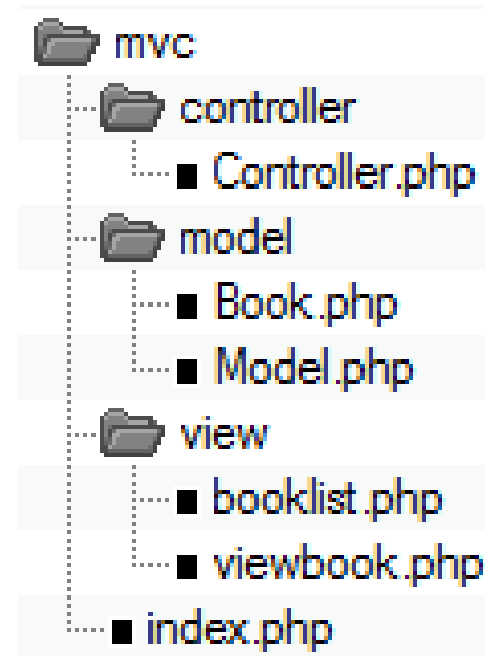 mvc
controller
Controller.php
model
Book.php
Model.php
view
booklist.php
viewbook.php
index.php